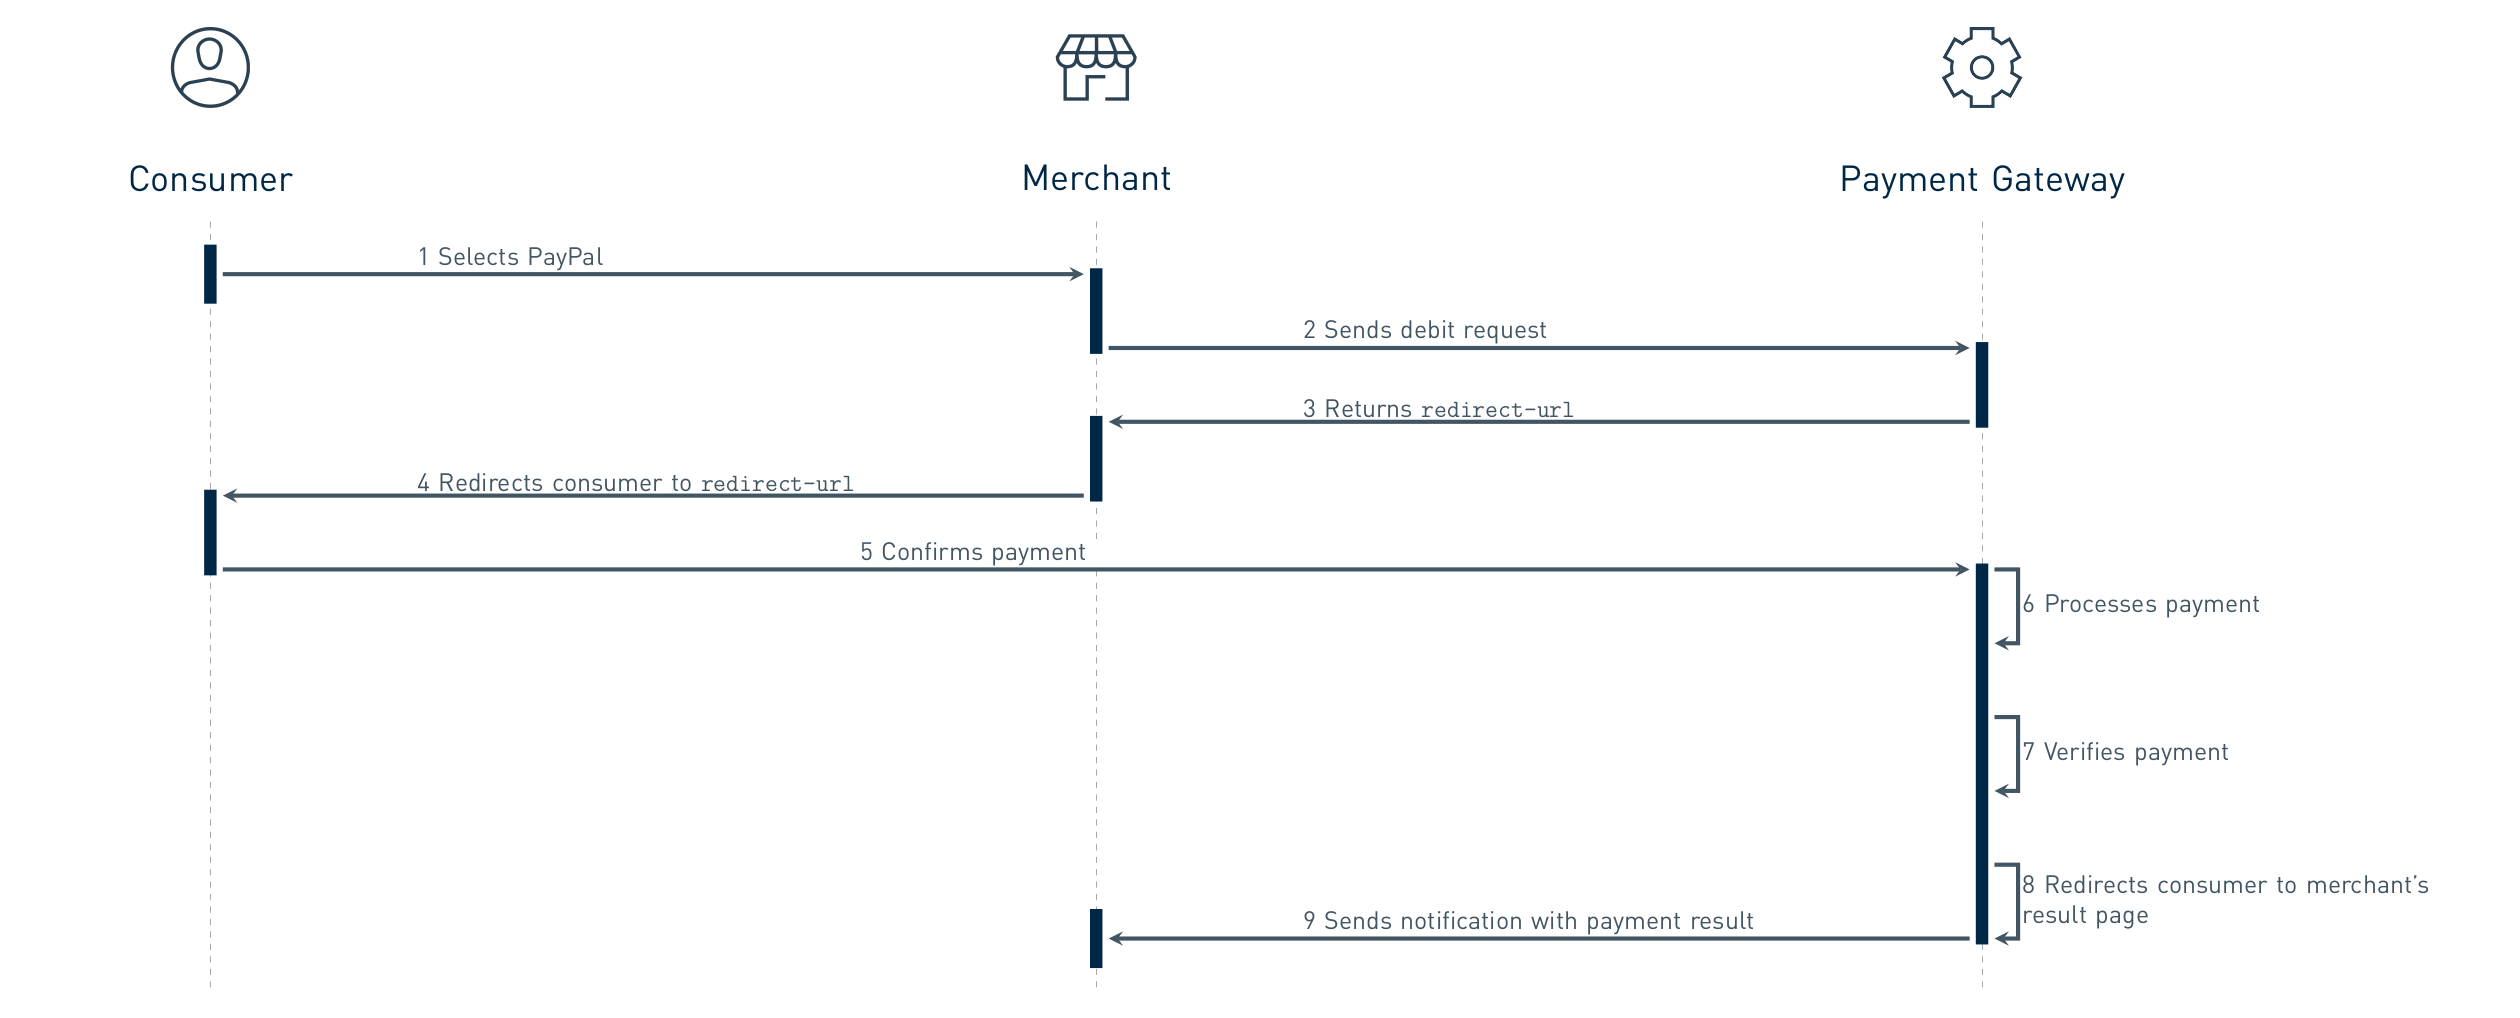 Consumer
Merchant
Payment Gateway
1 Selects PayPal
2 Sends debit request
3 Returns redirect-url
4 Redirects consumer to redirect-url
5 Confirms payment
6 Processes payment
7 Verifies payment
8 Redirects consumer to merchant's
result page
9 Sends notification with payment result